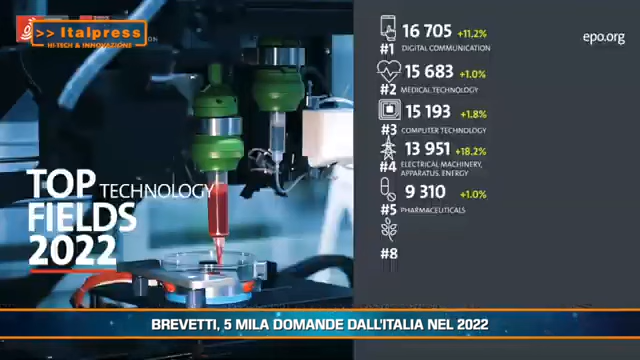 >> Italpress
HI-TECH & INNOVAZIONE
TOP TECHNOLOGY
FIELDS
2022
16 705 +11.2%
#1 DIGITAL COMMUNICATION
15 683 +1.0%
#2 MEDICAL TECHNOLOGY
15 193 +1.8%
#3 COMPUTER TECHNOLOGY
13 951 +18.2%
#4 ELECTRICAL MACHINERY,
APPARATUS, ENERGY
9 310 +1.0%
#5 PHARMACEUTICALS
#8
epo.org
BREVETTI, 5 MILA DOMANDE DALL'ITALIA NEL 2022